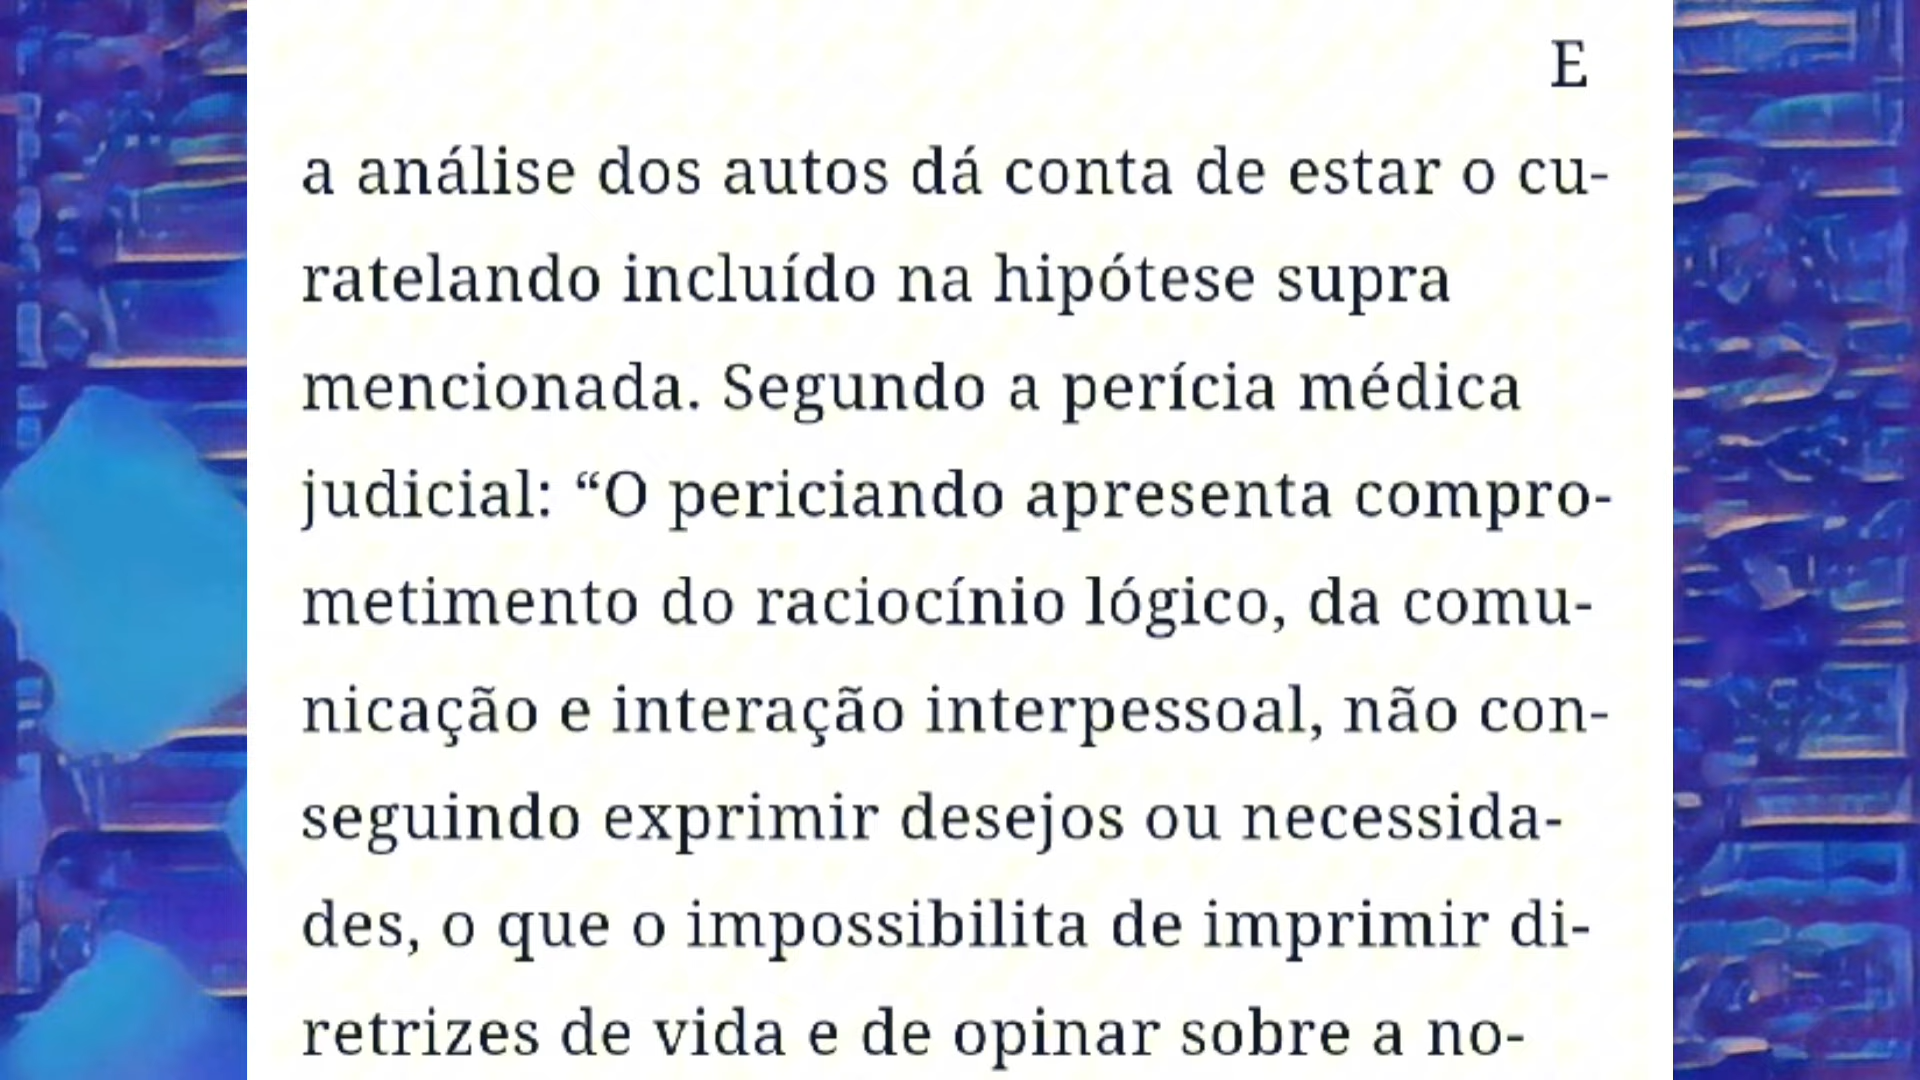 E
a análise dos autos dá conta de estar o cu-
ratelando incluído na hipótese supra
mencionada. Segundo a perícia médica
judicial: “O periciando apresenta compro-
metimento do raciocínio lógico, da comu-
nicação e interação interpessoal, não con-
seguindo exprimir desejos ou necessida-
des, o que o impossibilita de imprimir di-
retrizes de vida e de opinar sobre a no-